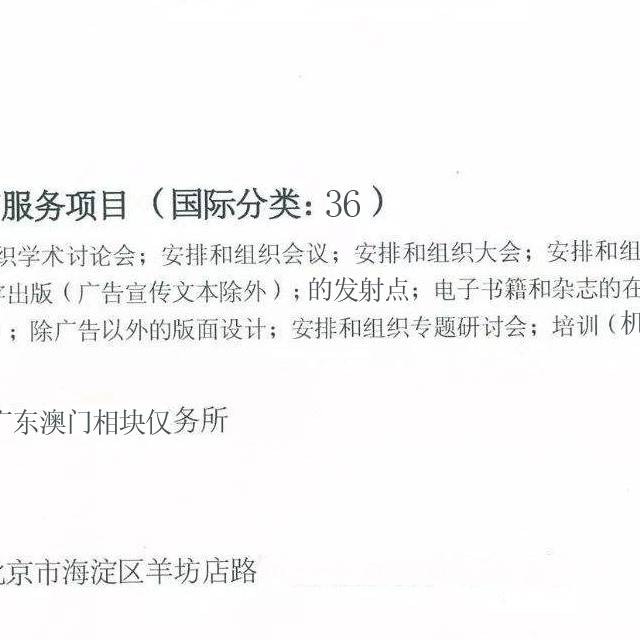 服务项目（国际分类：36）
织学术讨论会；安排和组织会议；安排和组织大会；安排和组
出版（广告宣传文本除外）；的发射点；电子书籍和杂志的在
；除广告以外的版面设计；安排和组织专题研讨会；培训（机
广东澳门相块仅务所
北京市海淀区羊坊店路